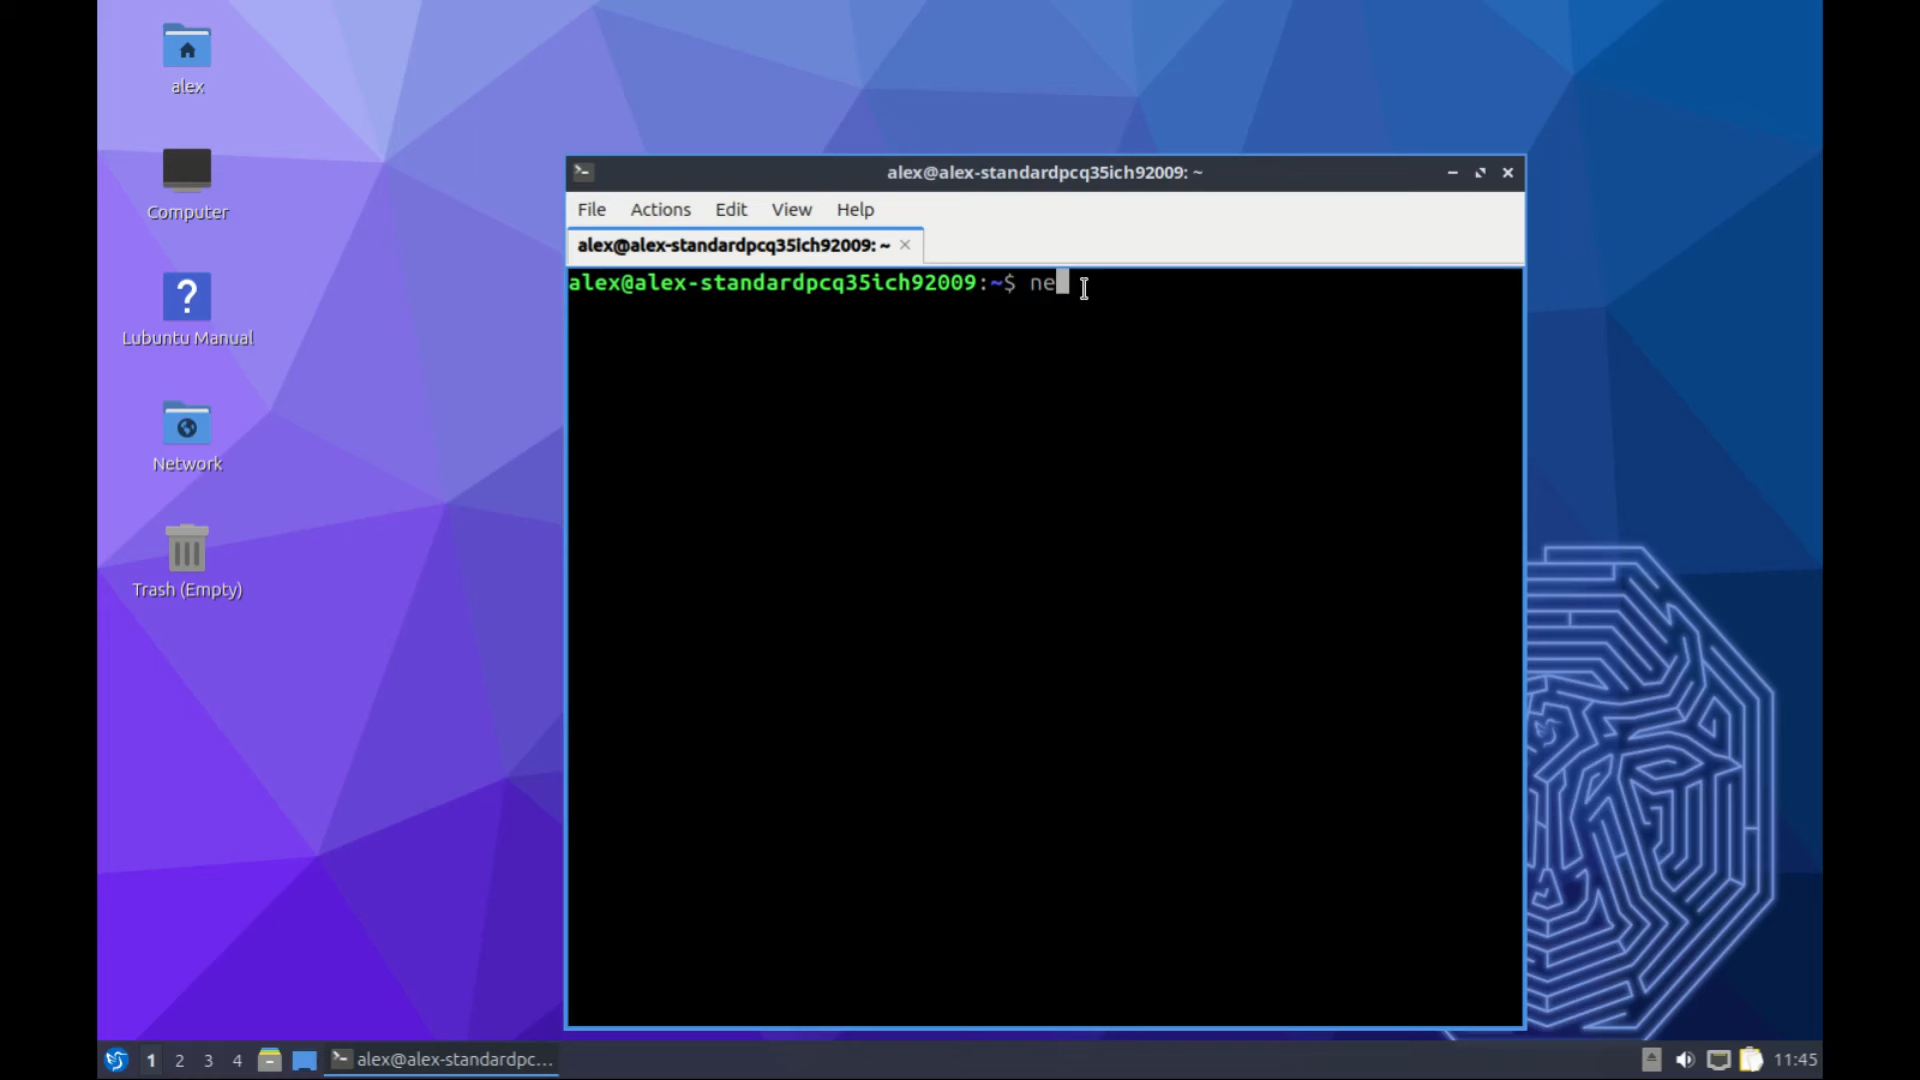 alex
Computer
?
Lubuntu Manual
Network
Trash (Empty)
alex@alex-standardpcq35ich92009: ~
File Actions Edit View Help
alex@alex-standardpcq35ich92009: ~
alex@alex-standardpcq35ich92009:~$ ne
1 2 3 4 alex@alex-standardpc... 11:45